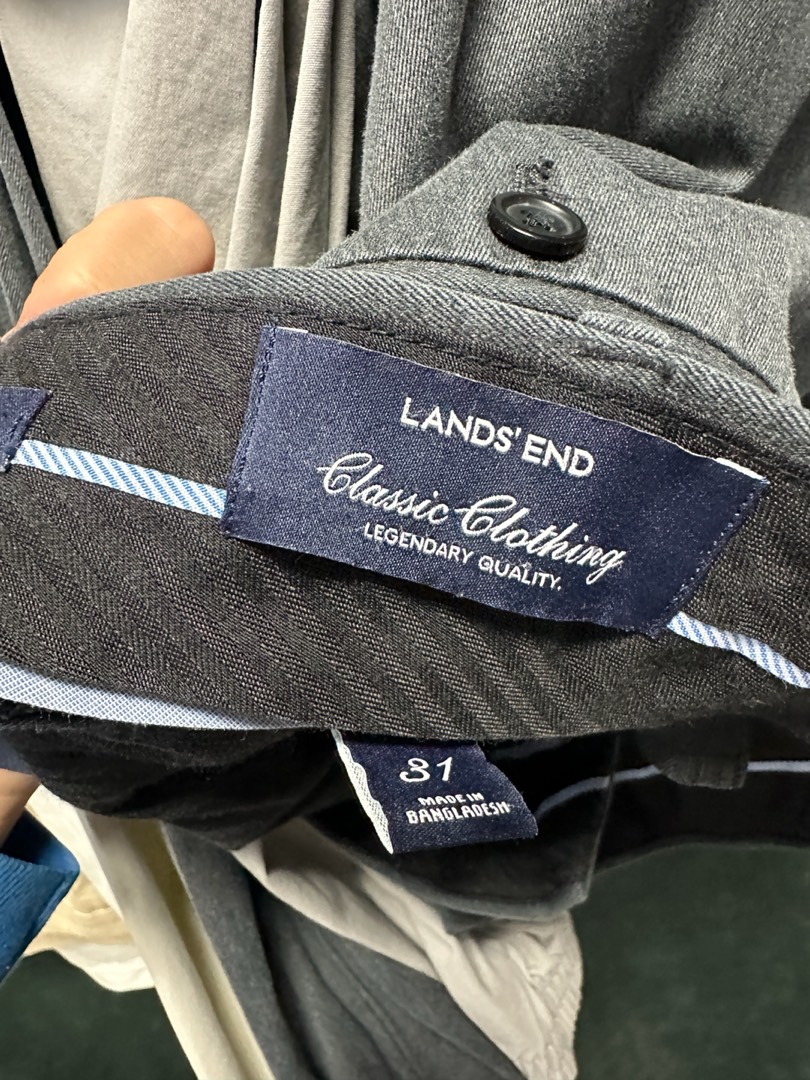 LANDS' END
Classic Clothing
LEGENDARY QUALITY.
31
MADE IN
BANGLADESH